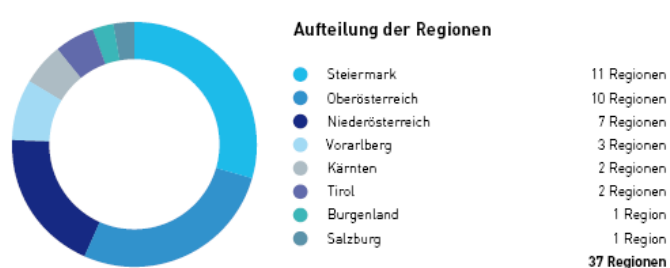 Aufteilung der Regionen
Steiermark 11 Regionen
Oberösterreich 10 Regionen
Niederösterreich 7 Regionen
Vorarlberg 3 Regionen
Kärnten 2 Regionen
Tirol 2 Regionen
Burgenland 1 Region
Salzburg 1 Region
37 Regionen